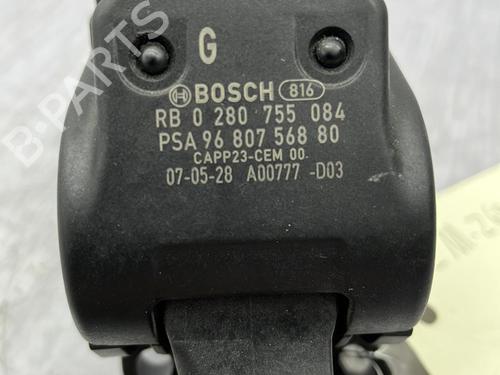 G
BOSCH 816
RB 0 280 755 084
PSA 96 807 568 80
CAPP23-CEM 00.
07-05-28 A00777 -D03
B-PARTS